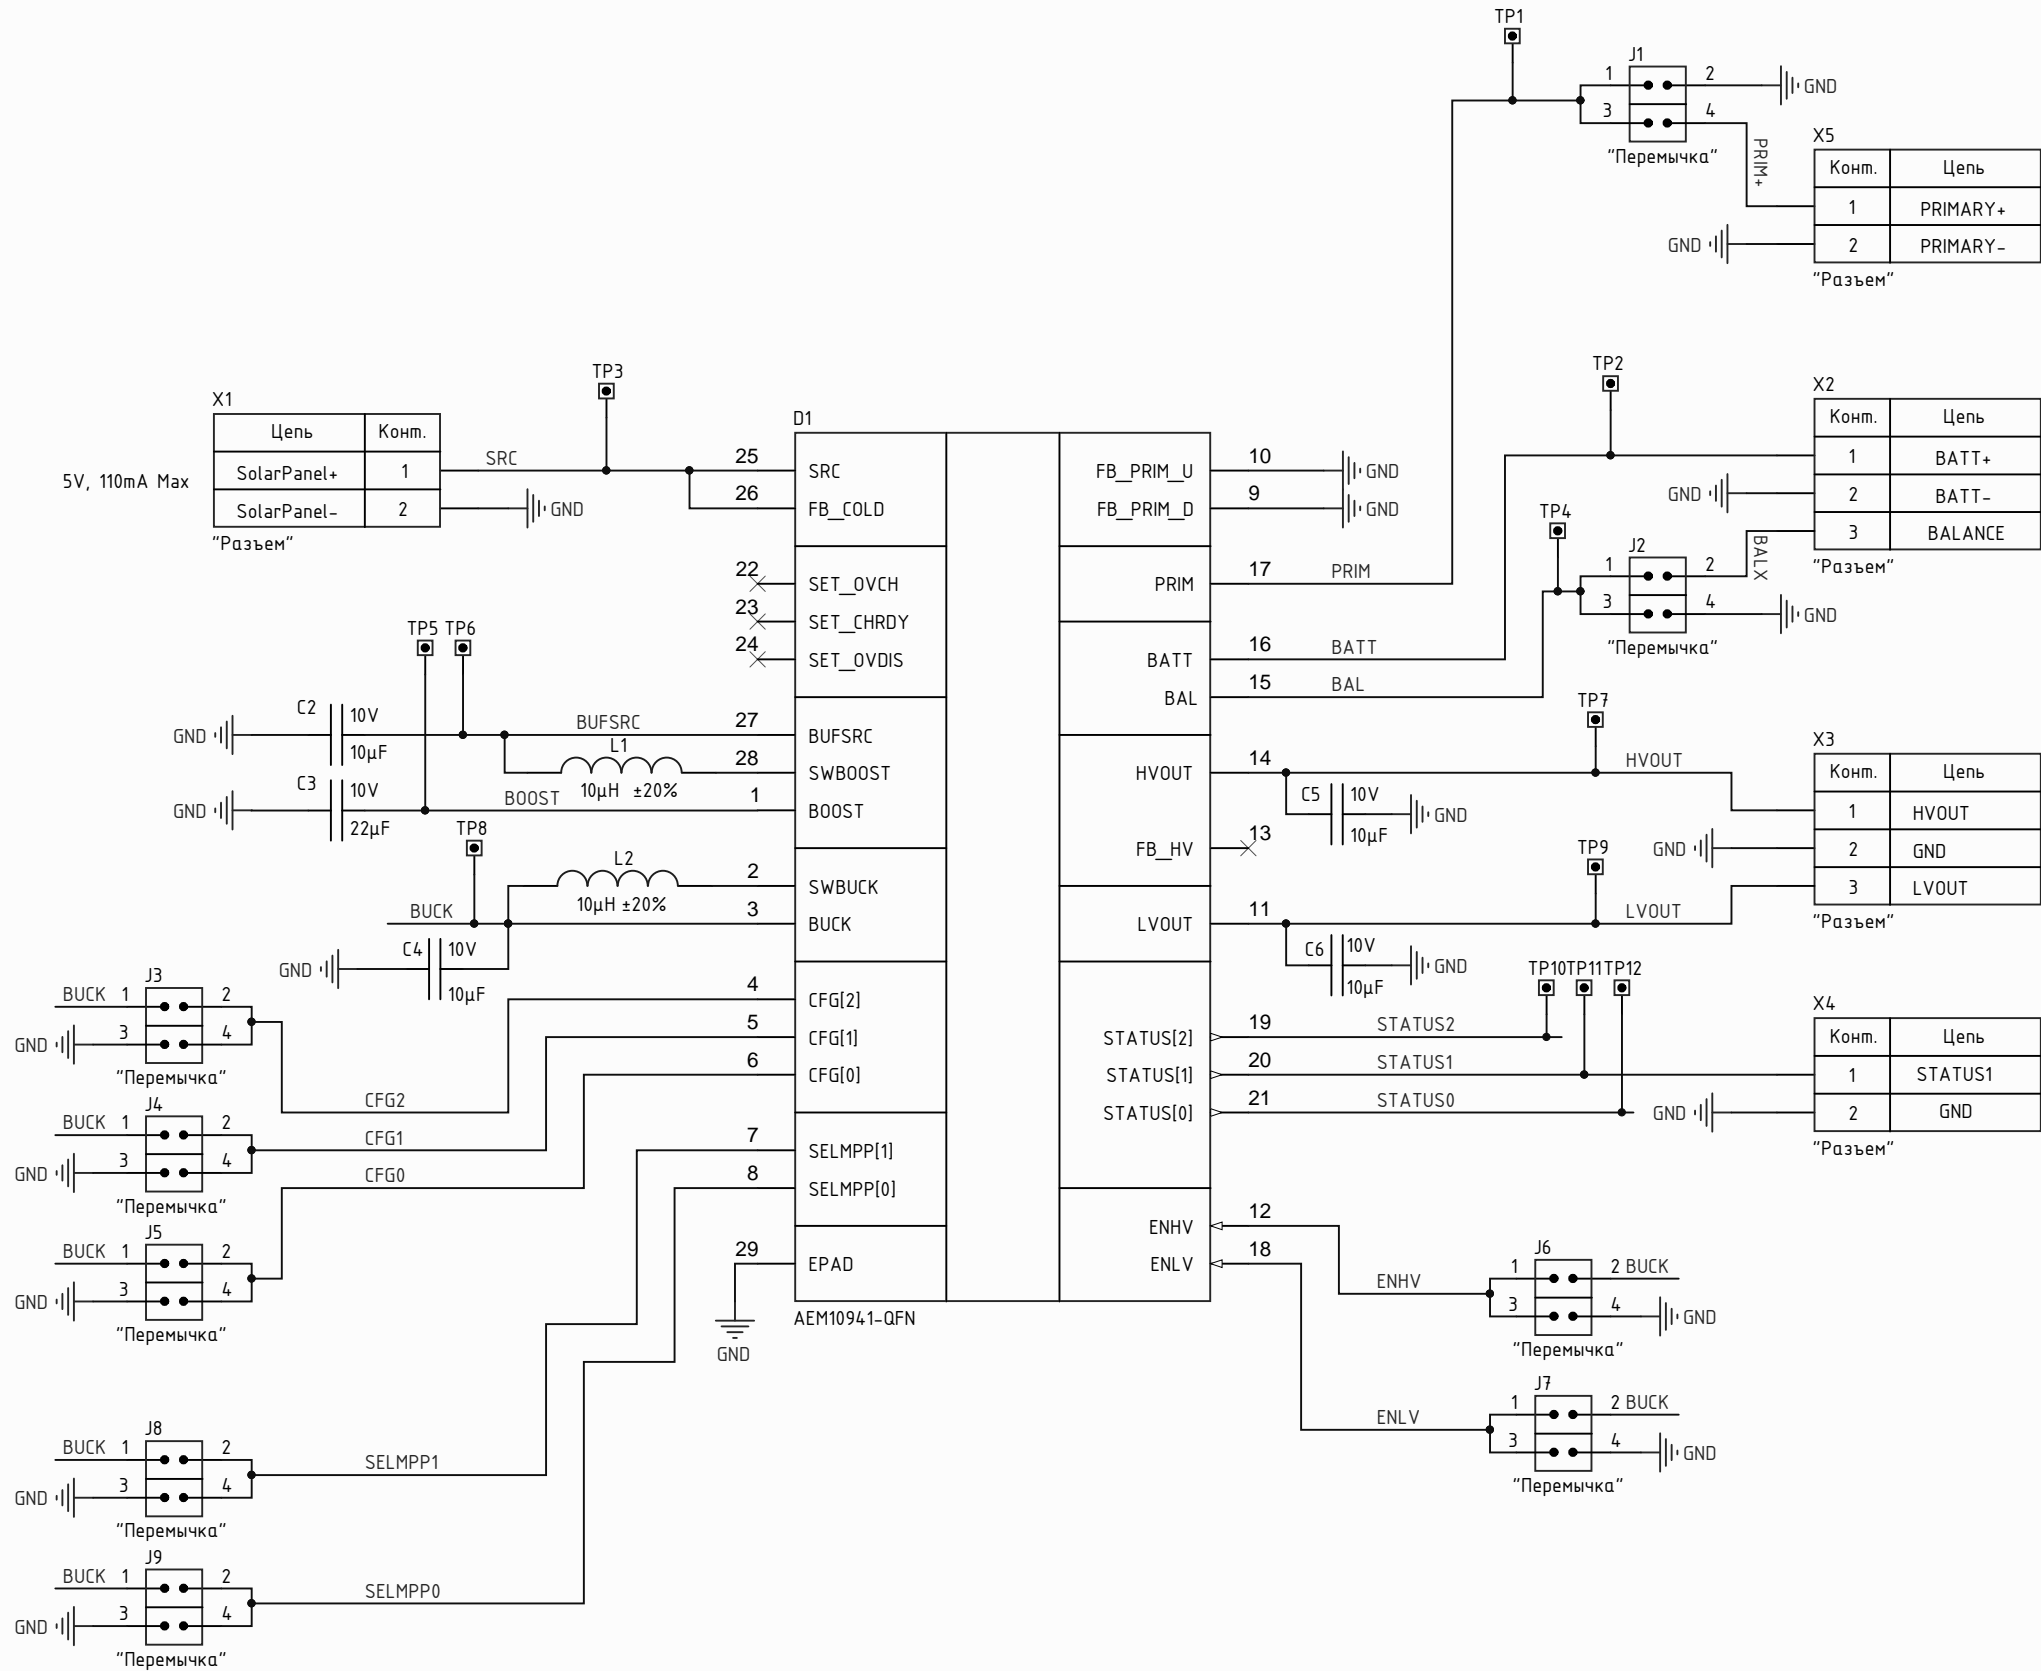 TP1
J1
1 2 GND
3 4
"Перемычка"
PRIM+
X5
Конт. Цепь
1 PRIMARY+
GND 2 PRIMARY-
"Разъем"
TP3
X1
Цепь Конт.
5V, 110mA Max
SolarPanel+ 1 SRC
SolarPanel- 2 GND
"Разъем"
TP2
X2
Конт. Цепь
1 BATT+
GND 2 BATT-
3 BALANCE
"Разъем"
TP4
J2
1 2 BALX
3 4 GND
"Перемычка"
D1
25 SRC
26 FB_COLD
22 SET_OVCH
23 SET_CHRDY
24 SET_OVDIS
27 BUFSRC
28 SWBOOST
1 BOOST
2 SWBUCK
3 BUCK
4 CFG[2]
5 CFG[1]
6 CFG[0]
7 SELMPP[1]
8 SELMPP[0]
29 EPAD
GND
AEM10941-QFN
FB_PRIM_U 10 GND
FB_PRIM_D 9 GND
PRIM 17 PRIM
BATT 16 BATT
BAL 15 BAL
HVOUT 14
FB_HV 13
LVOUT 11
STATUS[2] 19 STATUS2
STATUS[1] 20 STATUS1
STATUS[0] 21 STATUS0
ENHV 12
ENLV 18
TP5 TP6
GND C2 10V BUFSRC
10µF L1
10µH ±20%
GND C3 10V BOOST
22µF
TP8
L2
10µH ±20%
BUCK
GND C4 10V
10µF
TP7
HVOUT
C5 10V GND
10µF
TP9
LVOUT
C6 10V GND
10µF
X3
Конт. Цепь
1 HVOUT
GND 2 GND
3 LVOUT
"Разъем"
TP10 TP11 TP12
X4
Конт. Цепь
1 STATUS1
GND 2 GND
"Разъем"
J3
BUCK 1 2
GND 3 4
"Перемычка"
CFG2
J4
BUCK 1 2
CFG1
GND 3 4
"Перемычка"
CFG0
J5
BUCK 1 2
GND 3 4
"Перемычка"
J6
1 2 BUCK
ENHV
3 4 GND
"Перемычка"
J7
1 2 BUCK
ENLV
3 4 GND
"Перемычка"
J8
BUCK 1 2
SELMPP1
GND 3 4
"Перемычка"
J9
BUCK 1 2
SELMPP0
GND 3 4
"Перемычка"